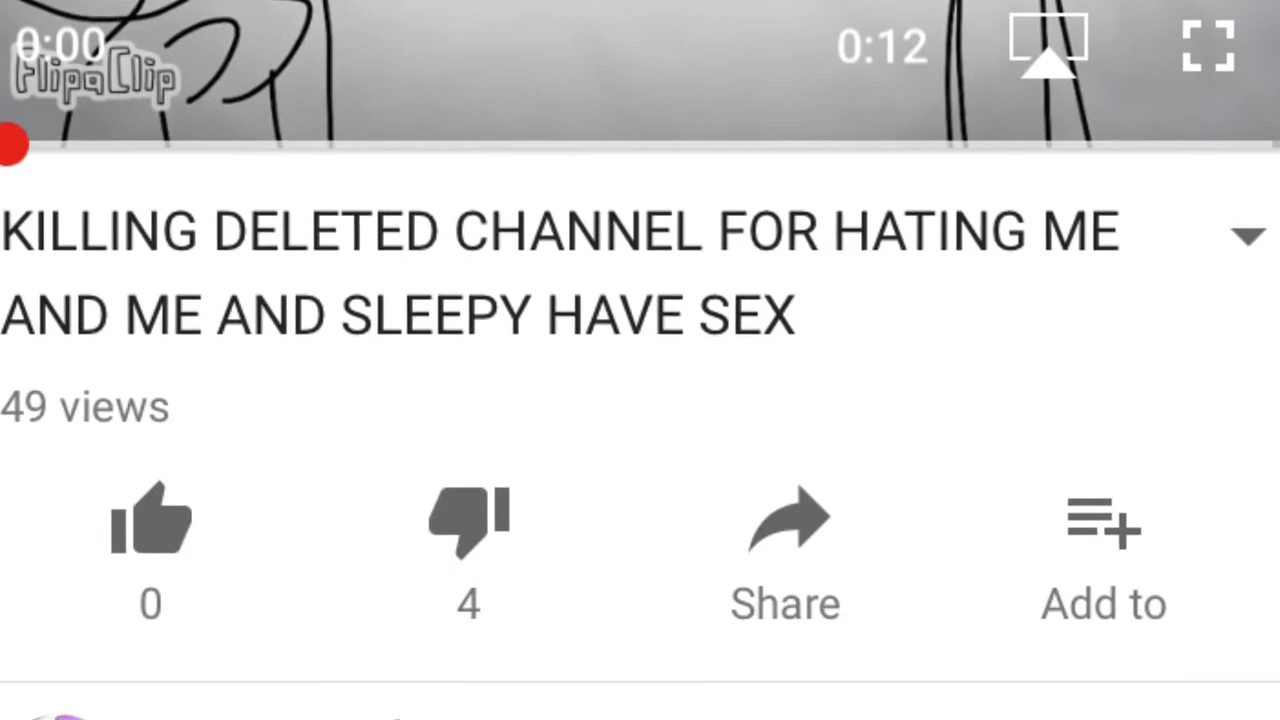 0:00
FlipaClip
0:12
KILLING DELETED CHANNEL FOR HATING ME
AND ME AND SLEEPY HAVE SEX
49 views
0
4
Share
Add to